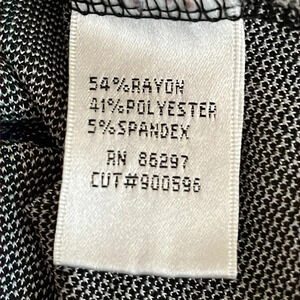 54%RAYON
41%POLYESTER
5%SPANDEX
RN 86297
CUT#900596